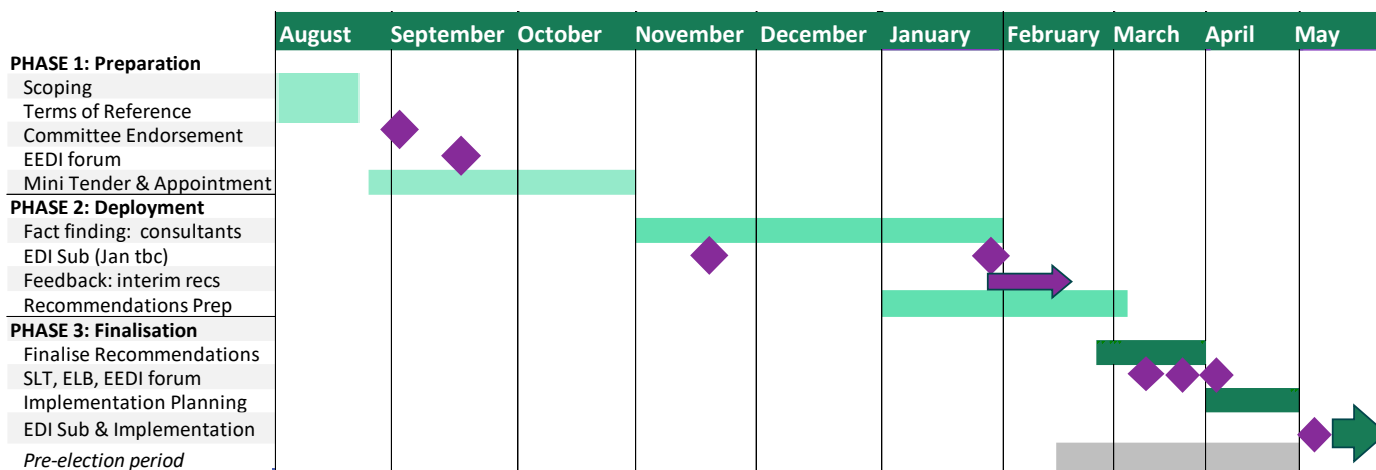 August September October November December January February March April May
PHASE 1: Preparation
Scoping
Terms of Reference
Committee Endorsement
EEDI forum
Mini Tender & Appointment
PHASE 2: Deployment
Fact finding:  consultants
EDI Sub (Jan tbc)
Feedback: interim recs
Recommendations Prep
PHASE 3: Finalisation
Finalise Recommendations
SLT, ELB, EEDI forum
Implementation Planning
EDI Sub & Implementation
Pre-election period